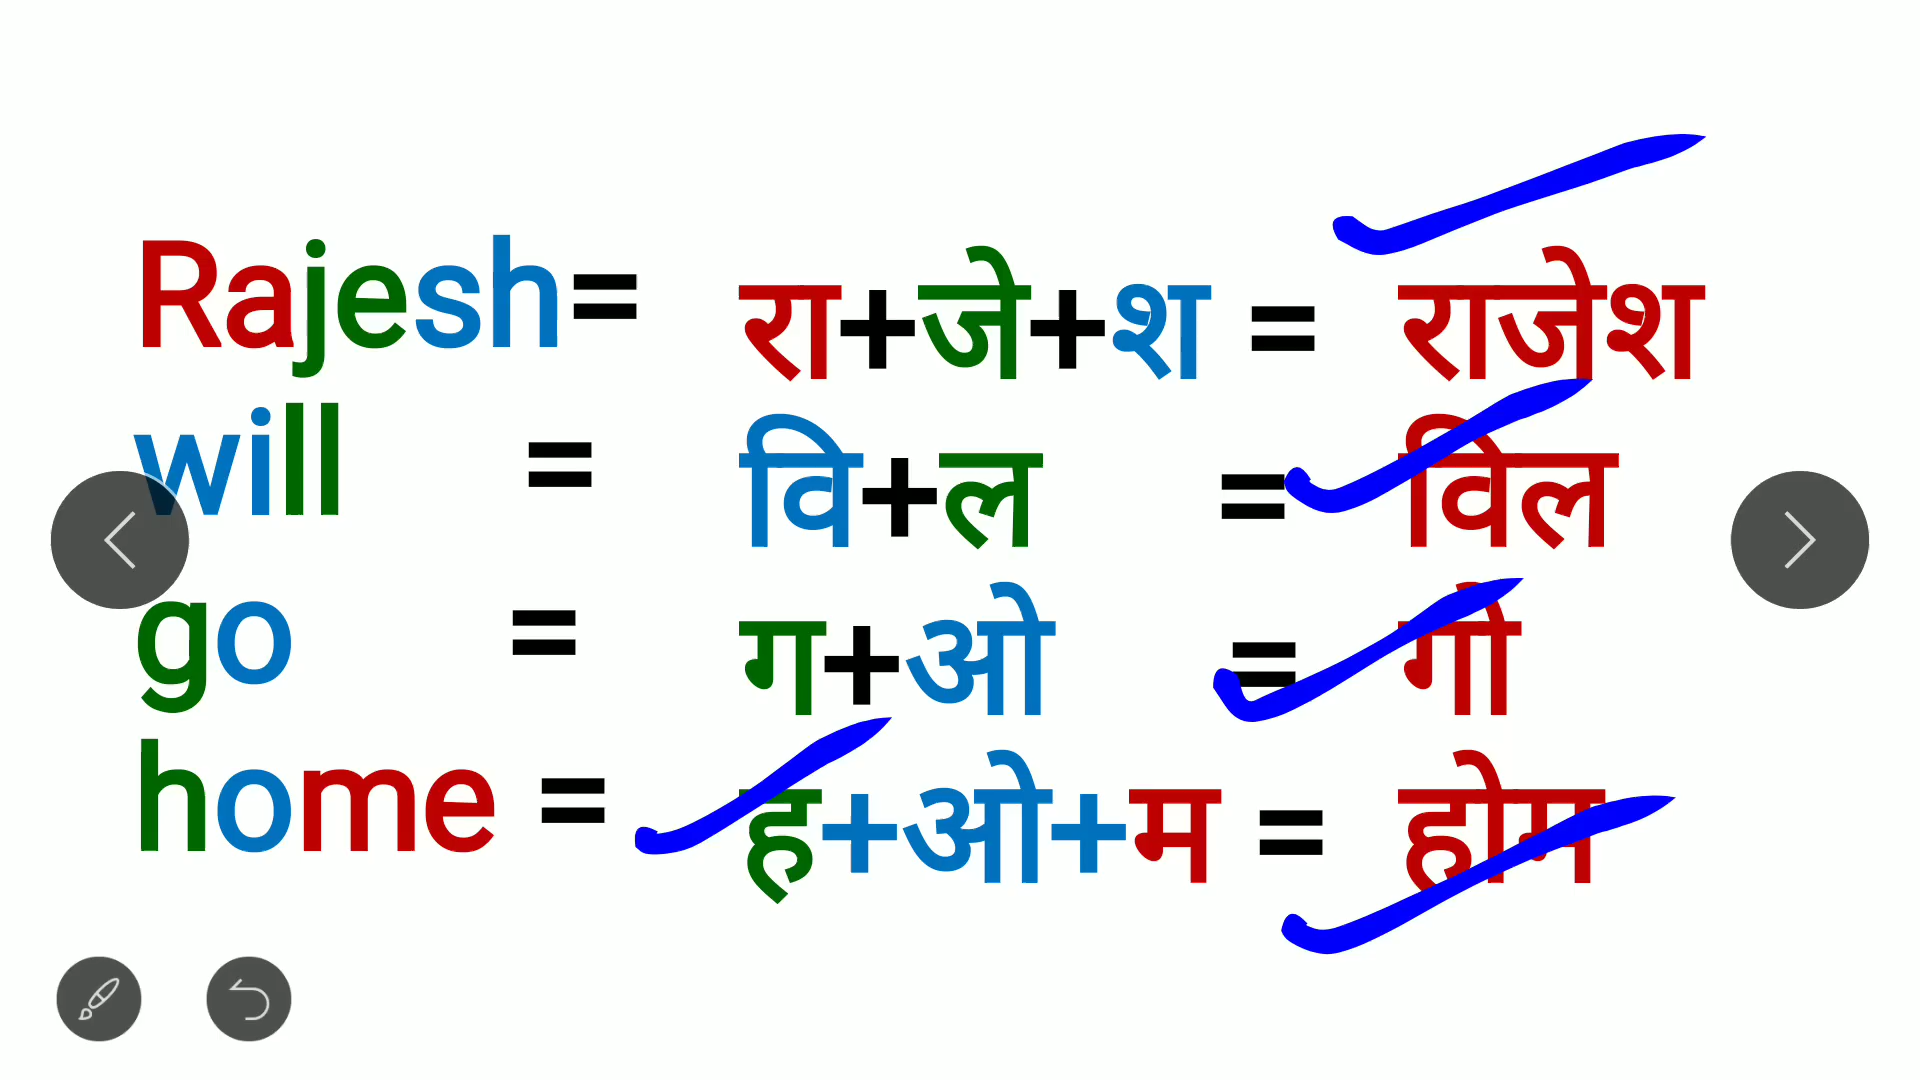 Rajesh= रा+जे+श = राजेश
will = वि+ल = विल
go = ग+ओ = गो
home = ह+ओ+म = होम